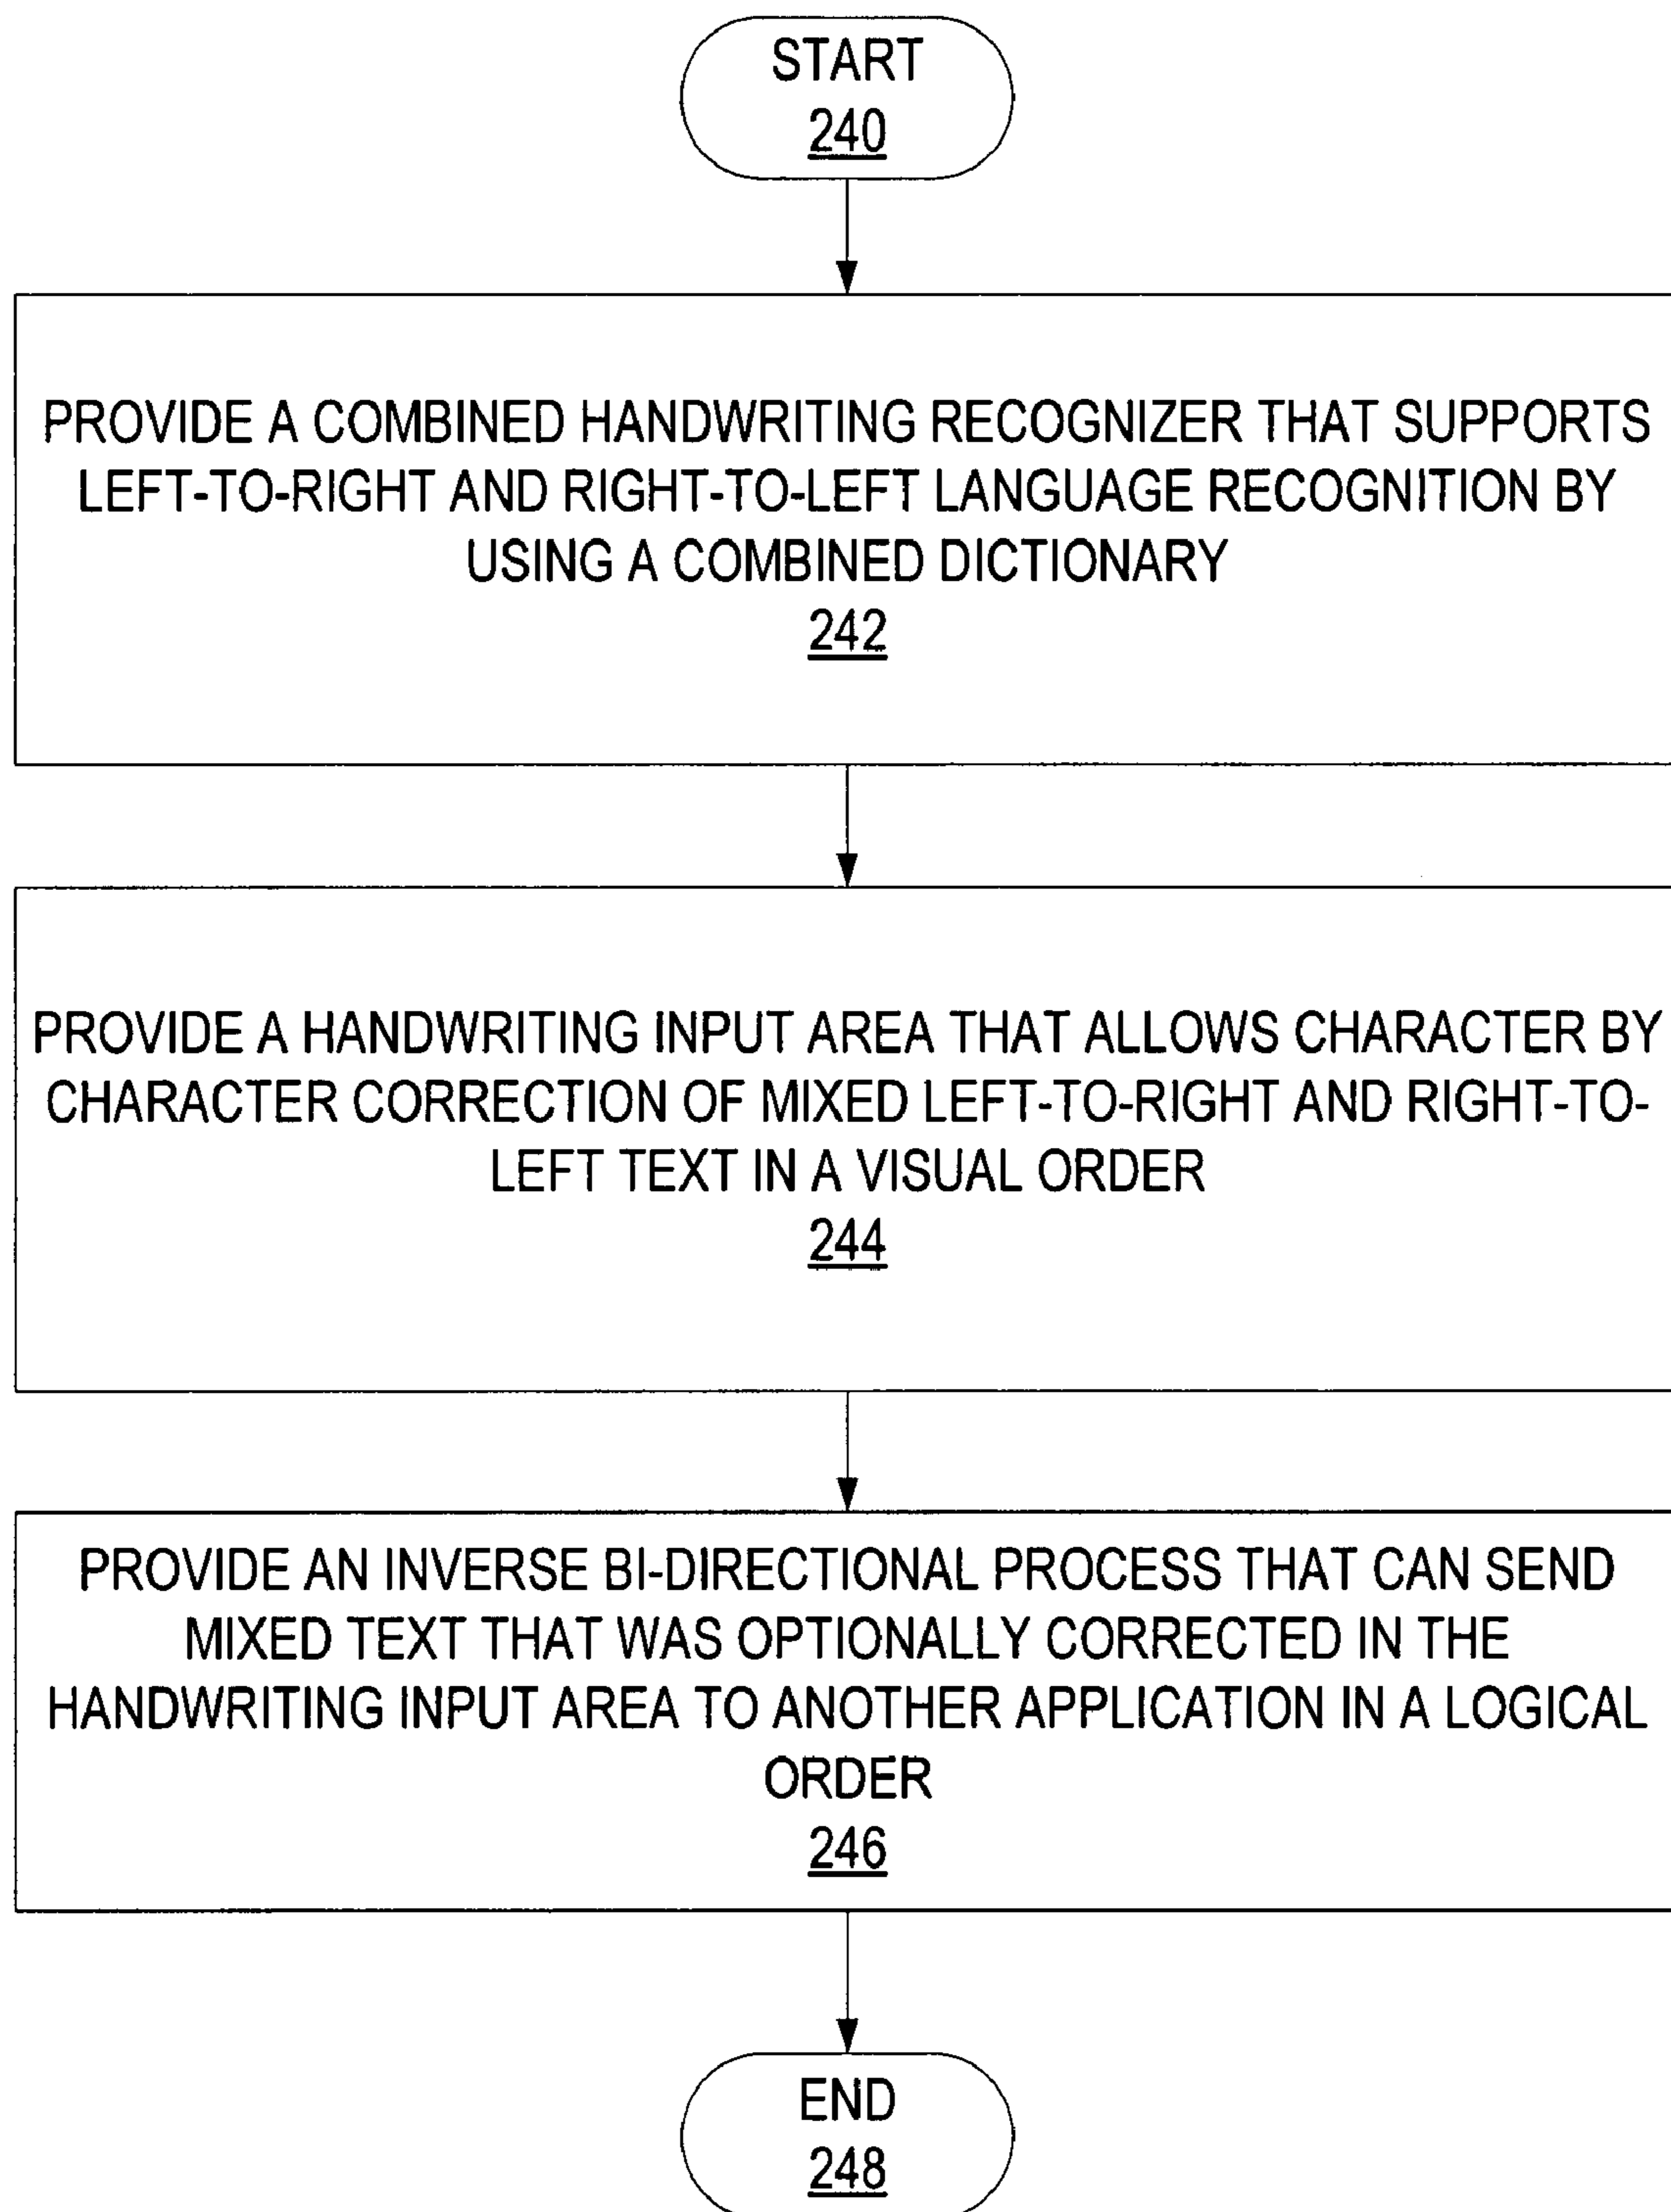 START
240
PROVIDE A COMBINED HANDWRITING RECOGNIZER THAT SUPPORTS
LEFT-TO-RIGHT AND RIGHT-TO-LEFT LANGUAGE RECOGNITION BY
USING A COMBINED DICTIONARY
242
PROVIDE A HANDWRITING INPUT AREA THAT ALLOWS CHARACTER BY
CHARACTER CORRECTION OF MIXED LEFT-TO-RIGHT AND RIGHT-TO-
LEFT TEXT IN A VISUAL ORDER
244
PROVIDE AN INVERSE BI-DIRECTIONAL PROCESS THAT CAN SEND
MIXED TEXT THAT WAS OPTIONALLY CORRECTED IN THE
HANDWRITING INPUT AREA TO ANOTHER APPLICATION IN A LOGICAL
ORDER
246
END
248